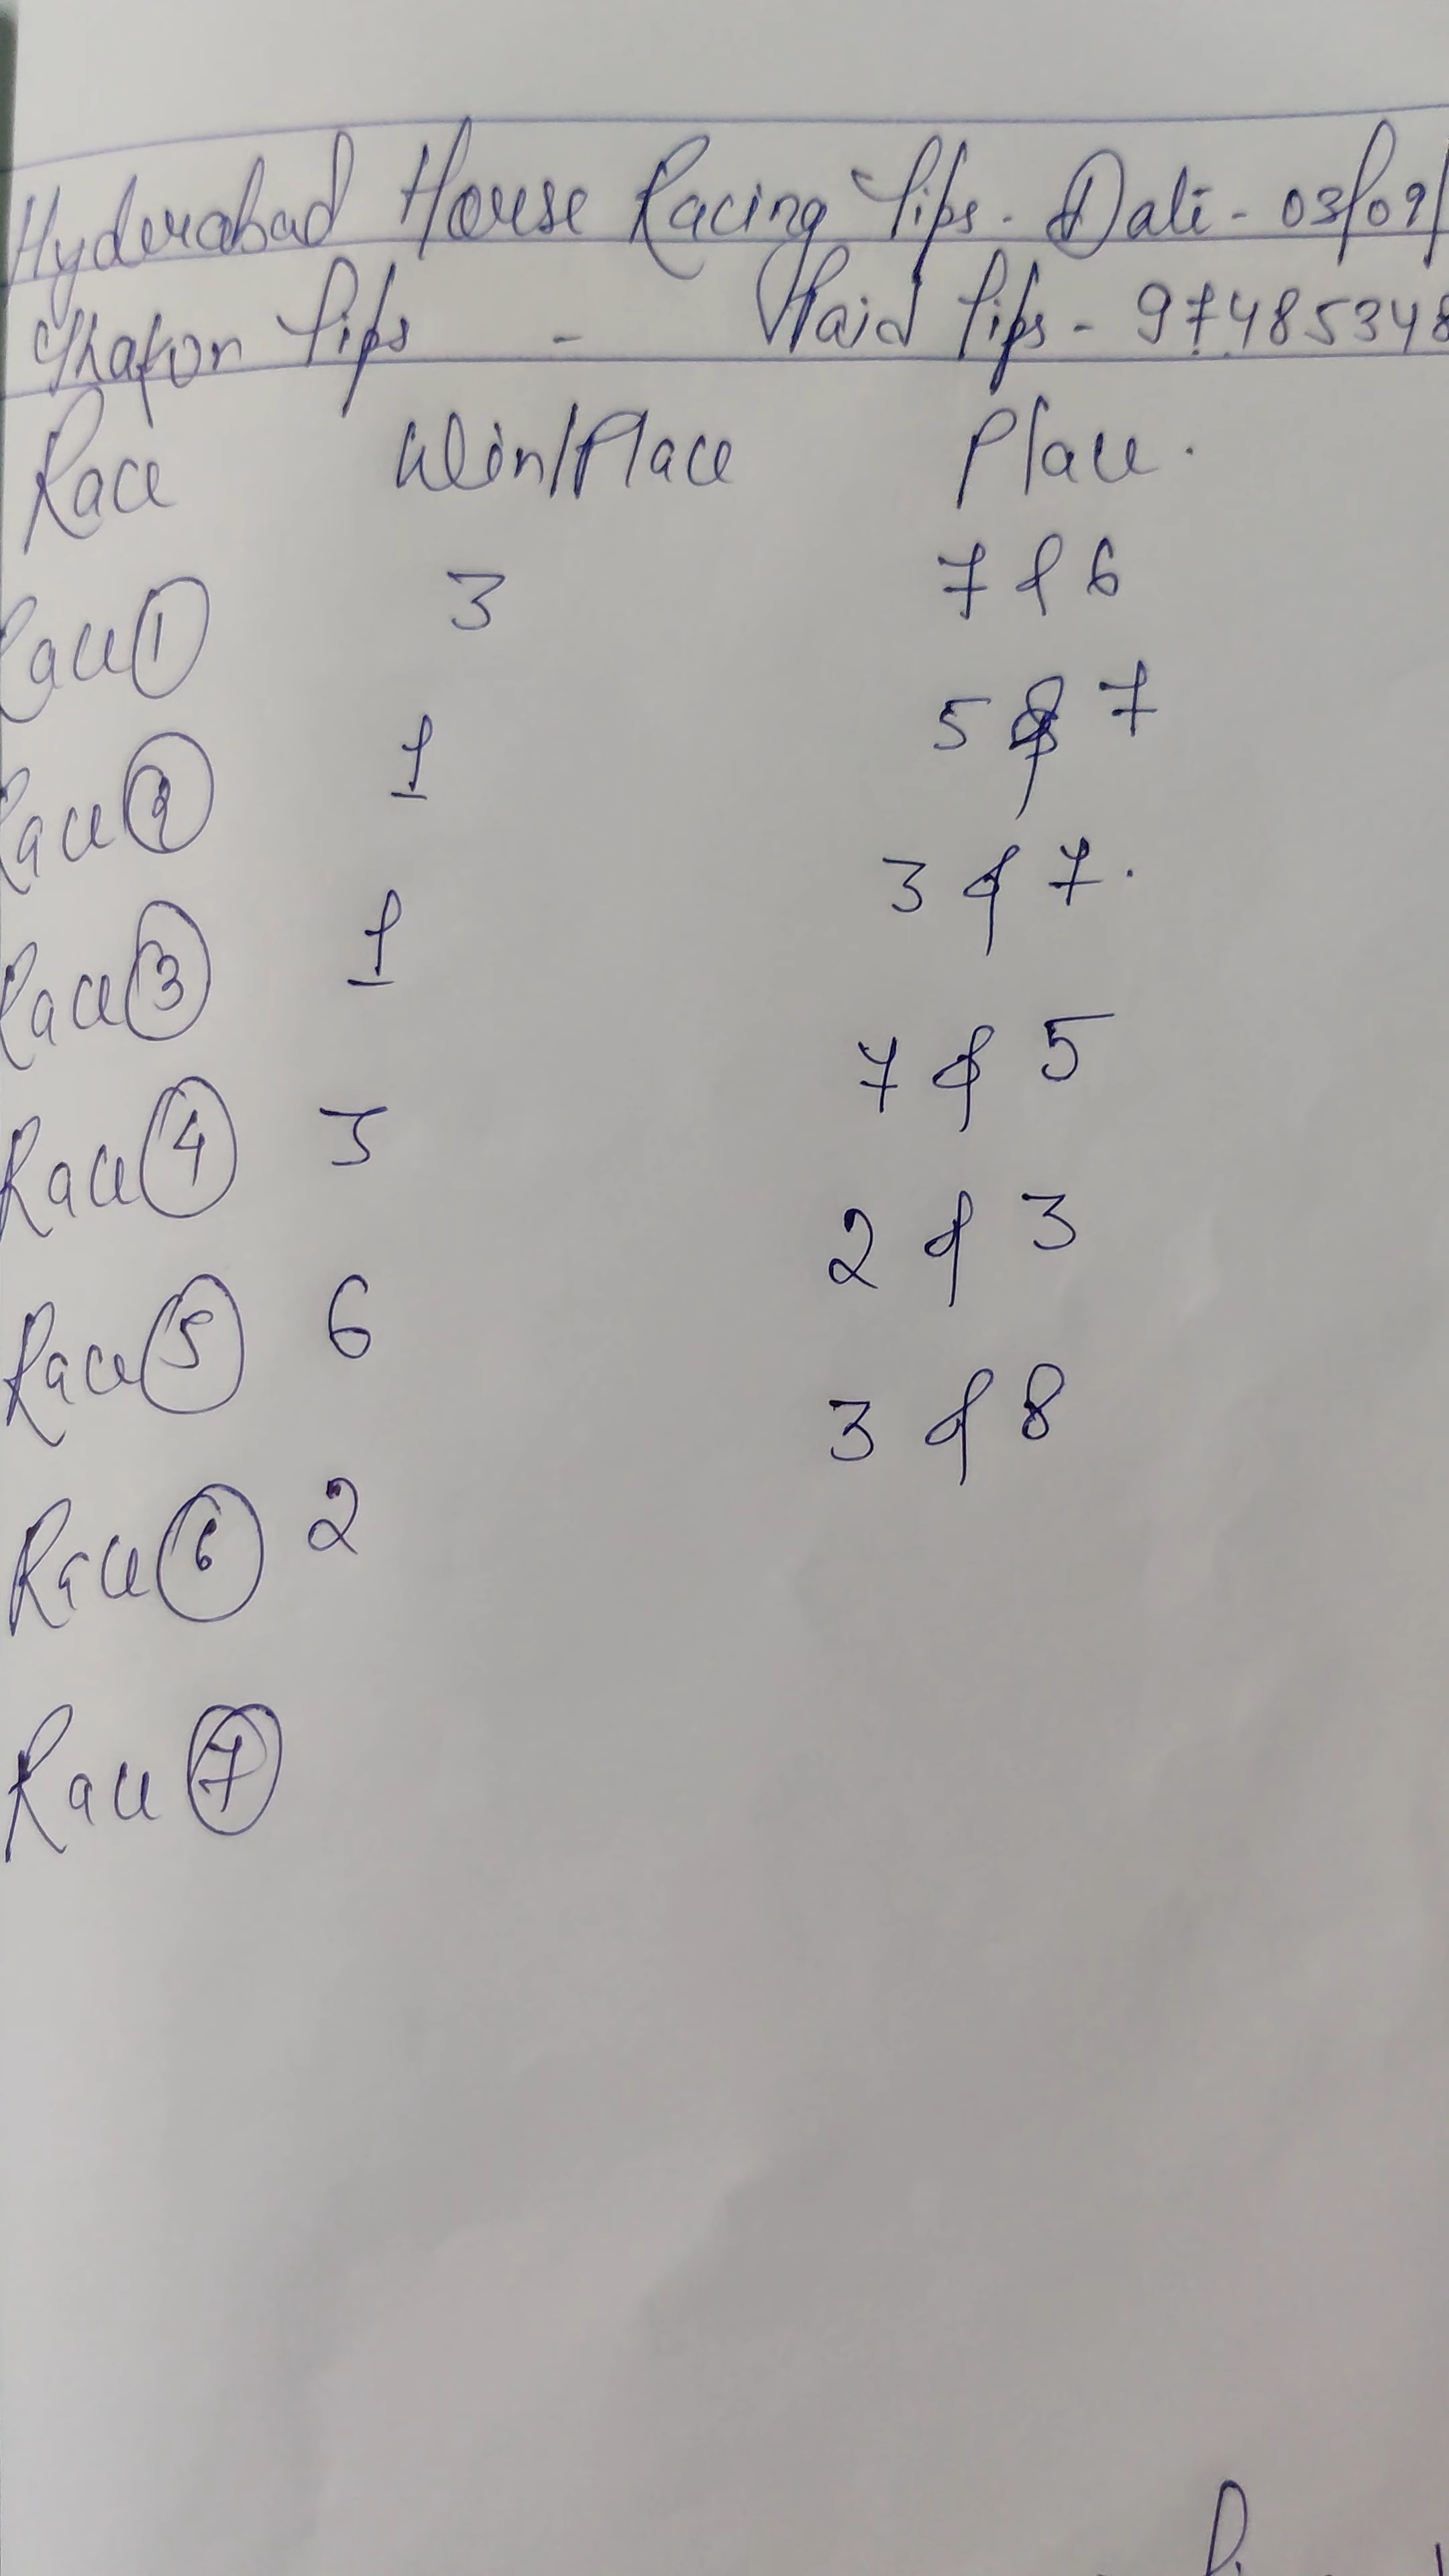 Hyderabad Horse Racing Tips. Date - 03/09/
Thakor Tips - Paid Tips - 97485348
Race Win/Place Place.
Race 1 3 7 & 6
Race 2 1 5 & 7
Race 3 1 3 & 7.
Race 4 3 7 & 5
Race 5 6 2 & 3
Race 6 2 3 & 8
Race 7